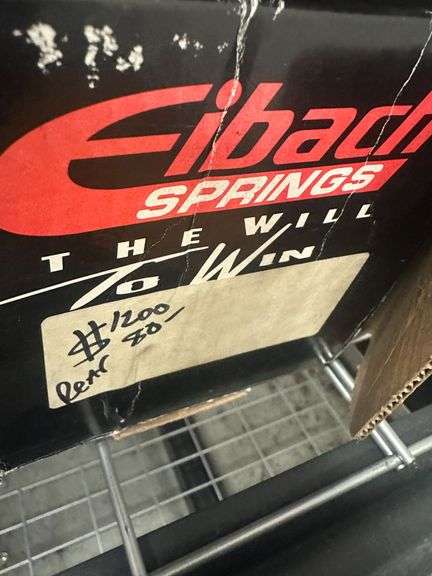 Eibach
SPRINGS
THE WILL
TO WIN
#1200
Rear 80-